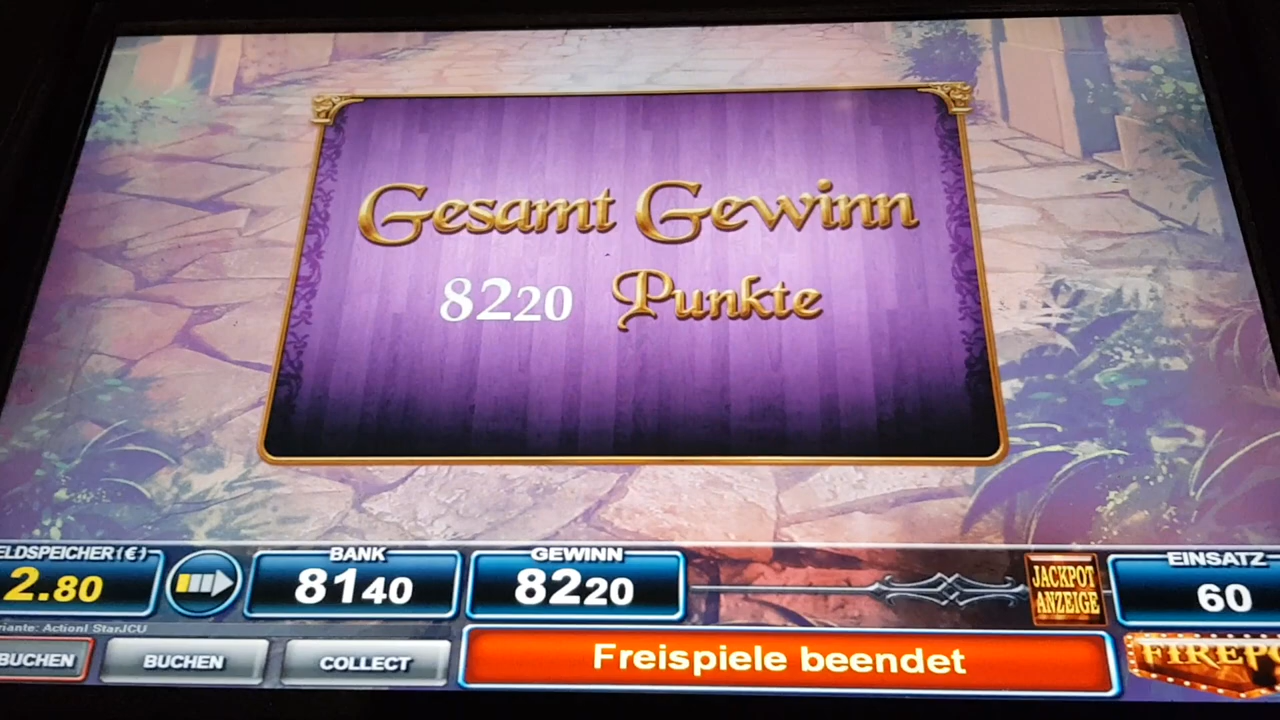 Gesamt Gewinn
8220 Punkte
ELDSPEICHER(€)
2.80
BANK
8140
GEWINN
8220
JACKPOT
ANZEIGE
EINSATZ
60
riante: Action! StarJCU
BUCHEN
BUCHEN
COLLECT
Freispiele beendet
FIREPO